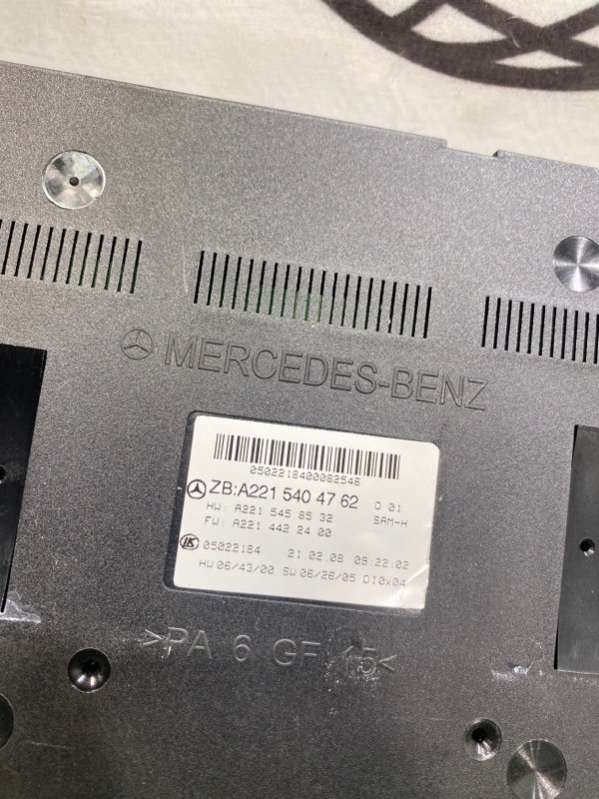 MERCEDES-BENZ
0502218400082548
ZB:A221 540 47 62 Q 01
HW: A221 545 85 32 SAM-H
FW: A221 442 24 00
05022184 21 02 08 09:22:02
HW 06/43/00 SW 06/26/05 D10x04
>PA 6 GF 15<